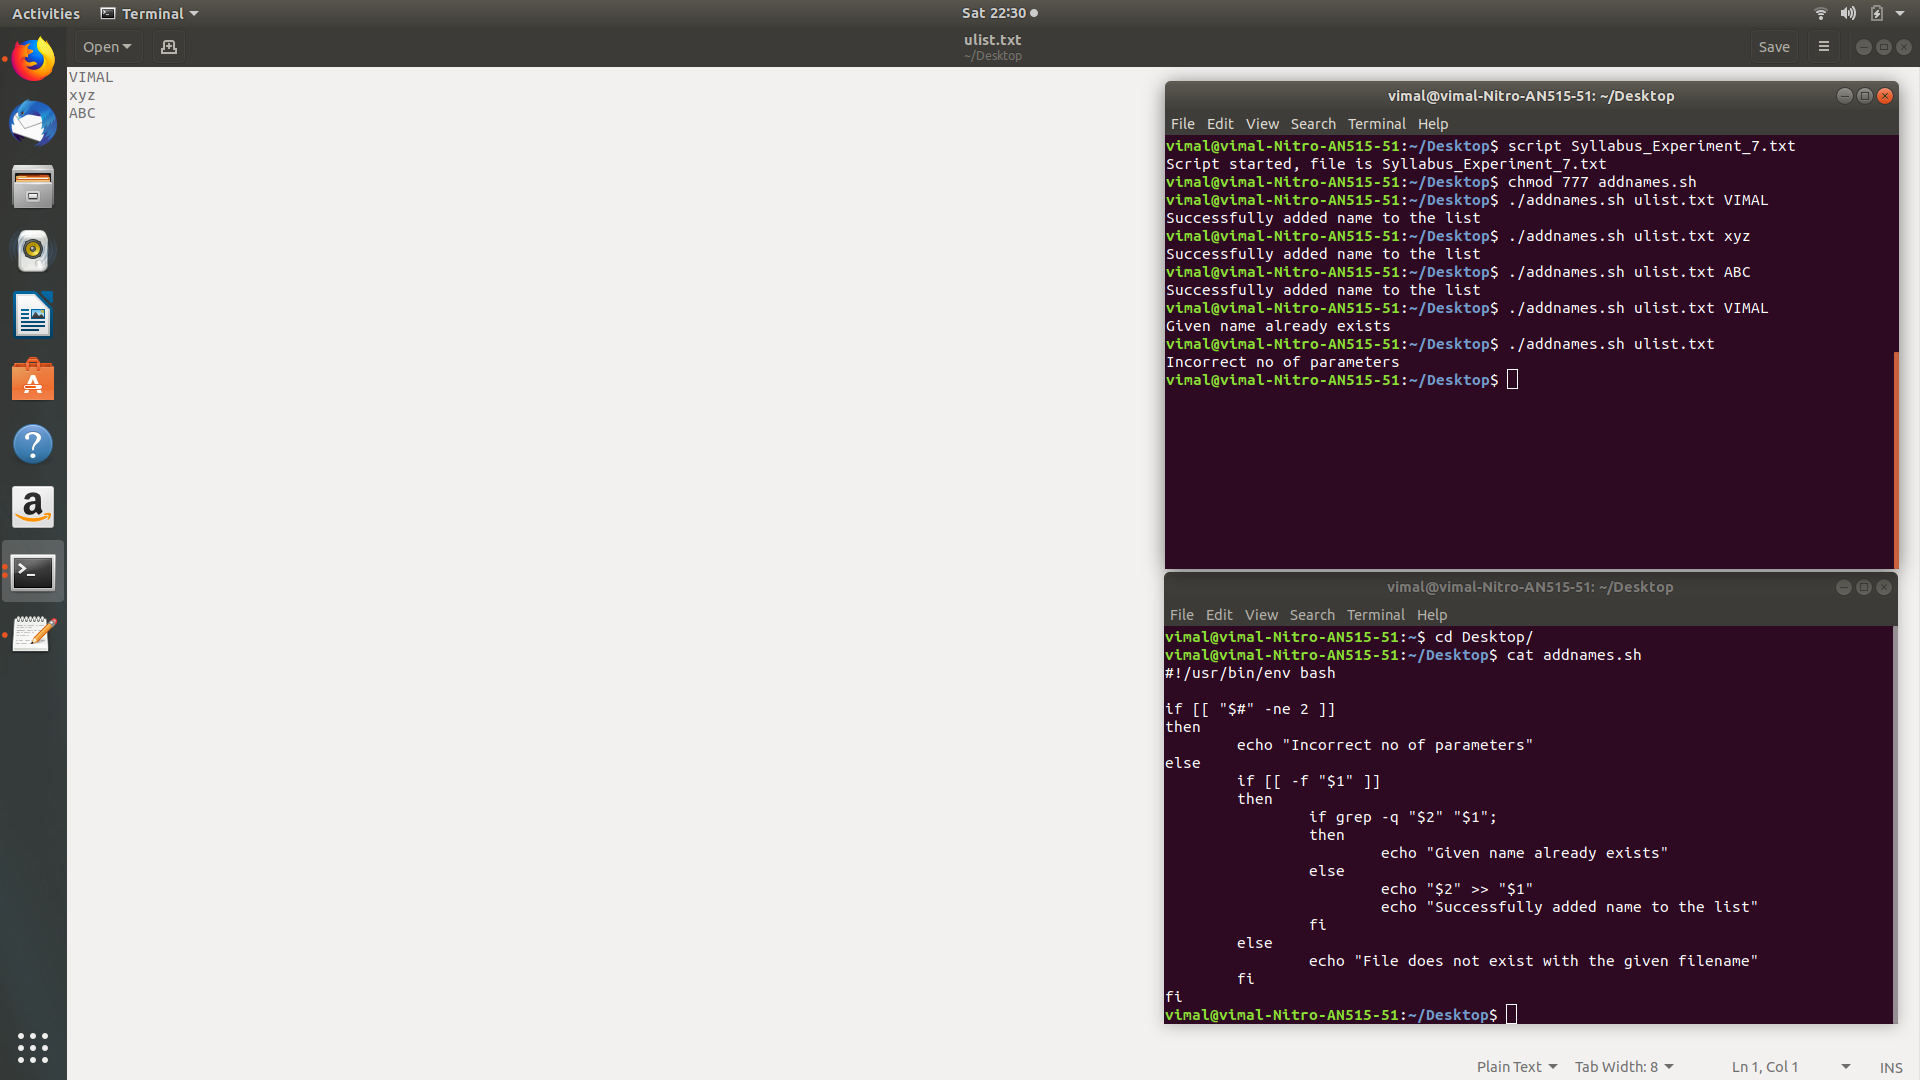 Activities Terminal Sat 22:30
Open ulist.txt Save
~/Desktop
VIMAL
xyz
ABC
vimal@vimal-Nitro-AN515-51: ~/Desktop
File Edit View Search Terminal Help
vimal@vimal-Nitro-AN515-51:~/Desktop$ script Syllabus_Experiment_7.txt
Script started, file is Syllabus_Experiment_7.txt
vimal@vimal-Nitro-AN515-51:~/Desktop$ chmod 777 addnames.sh
vimal@vimal-Nitro-AN515-51:~/Desktop$ ./addnames.sh ulist.txt VIMAL
Successfully added name to the list
vimal@vimal-Nitro-AN515-51:~/Desktop$ ./addnames.sh ulist.txt xyz
Successfully added name to the list
vimal@vimal-Nitro-AN515-51:~/Desktop$ ./addnames.sh ulist.txt ABC
Successfully added name to the list
vimal@vimal-Nitro-AN515-51:~/Desktop$ ./addnames.sh ulist.txt VIMAL
Given name already exists
vimal@vimal-Nitro-AN515-51:~/Desktop$ ./addnames.sh ulist.txt
Incorrect no of parameters
vimal@vimal-Nitro-AN515-51:~/Desktop$
vimal@vimal-Nitro-AN515-51: ~/Desktop
File Edit View Search Terminal Help
vimal@vimal-Nitro-AN515-51:~$ cd Desktop/
vimal@vimal-Nitro-AN515-51:~/Desktop$ cat addnames.sh
#!/usr/bin/env bash
if [[ "$#" -ne 2 ]]
then
echo "Incorrect no of parameters"
else
if [[ -f "$1" ]]
then
if grep -q "$2" "$1";
then
echo "Given name already exists"
else
echo "$2" >> "$1"
echo "Successfully added name to the list"
fi
else
echo "File does not exist with the given filename"
fi
fi
vimal@vimal-Nitro-AN515-51:~/Desktop$
Plain Text Tab Width: 8 Ln 1, Col 1 INS